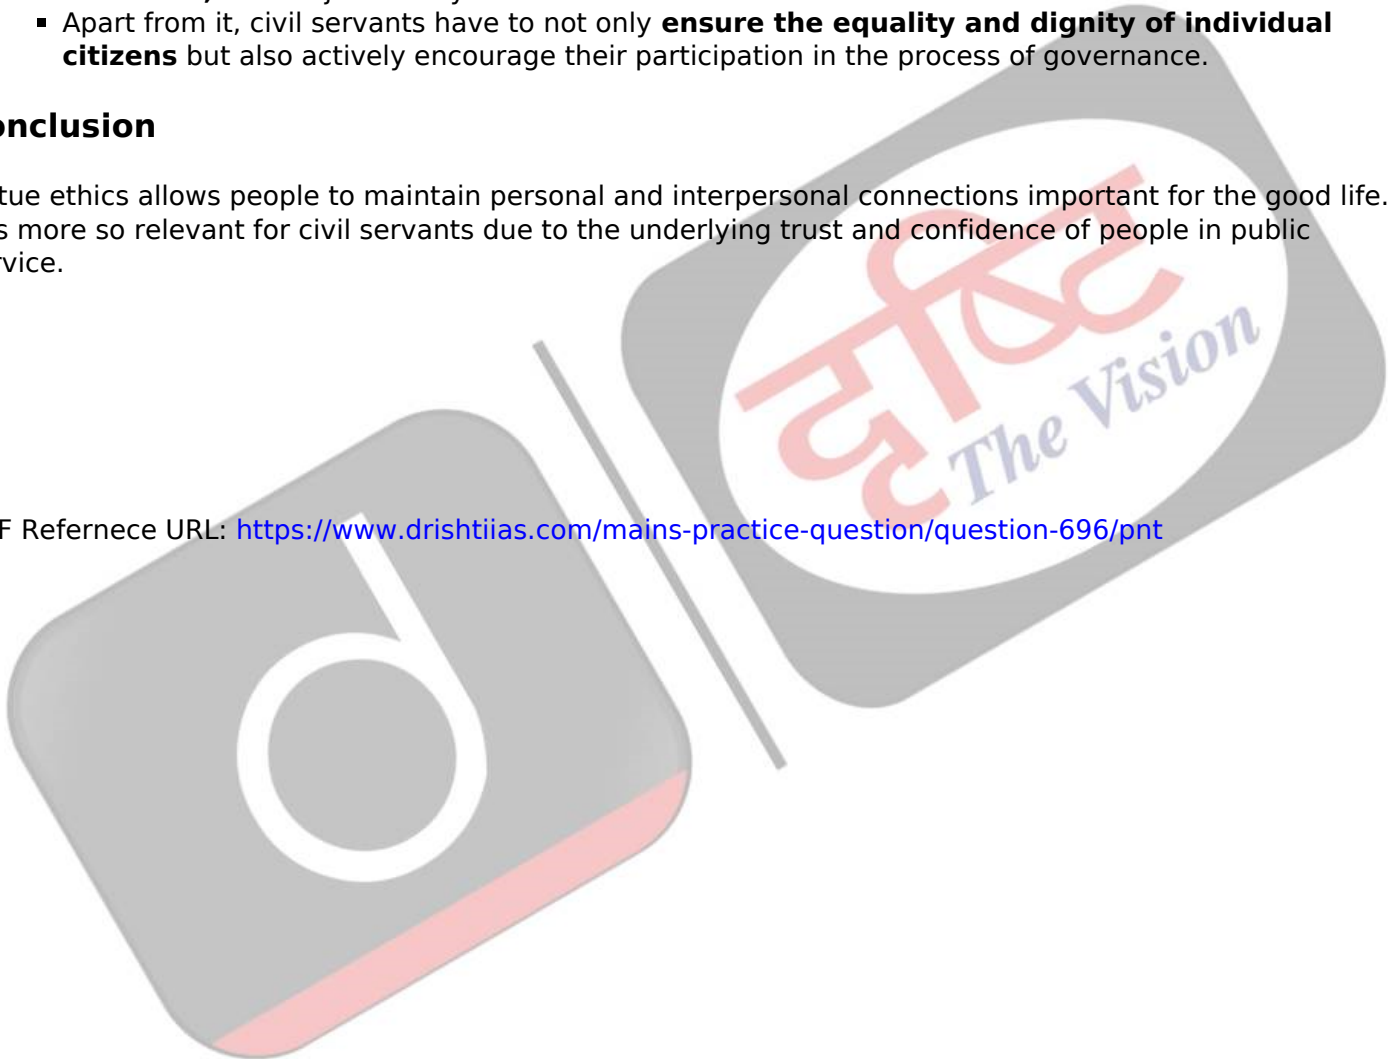 Apart from it, civil servants have to not only ensure the equality and dignity of individual
citizens but also actively encourage their participation in the process of governance.
onclusion
tue ethics allows people to maintain personal and interpersonal connections important for the good life.
s more so relevant for civil servants due to the underlying trust and confidence of people in public
rvice.
दृष्टि
The Vision
F Refernece URL: https://www.drishtiias.com/mains-practice-question/question-696/pnt
d